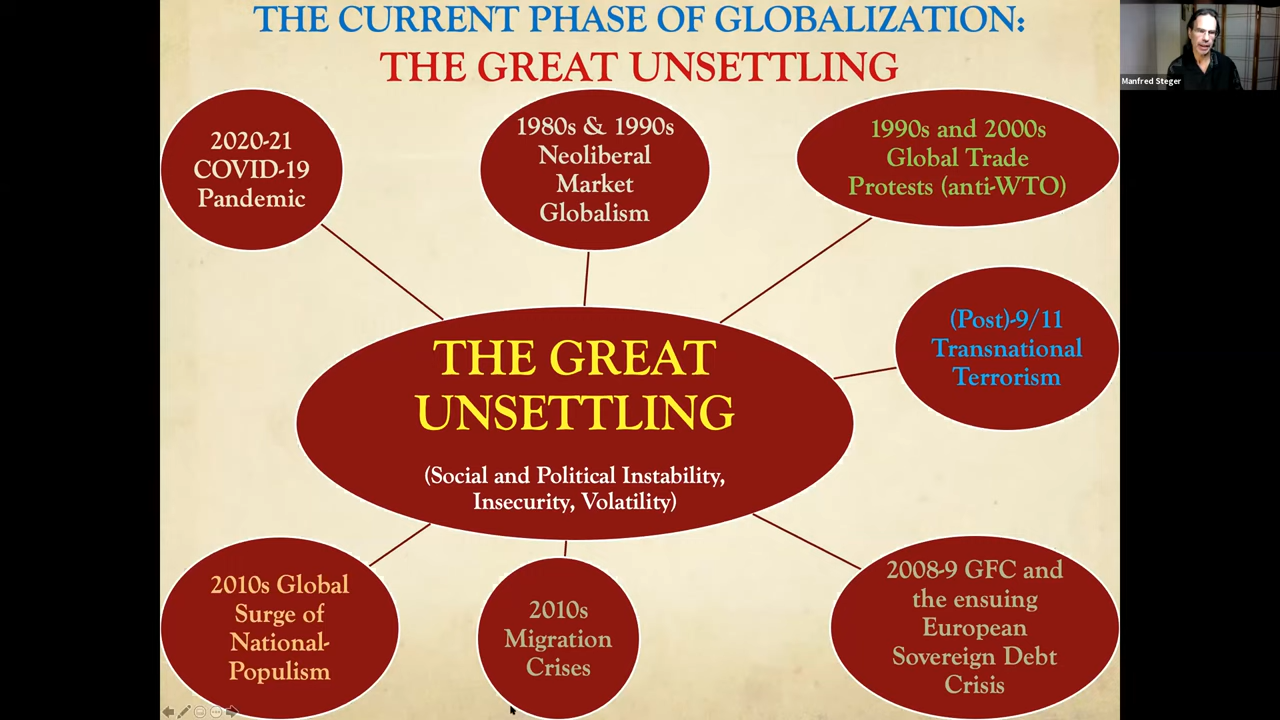 THE CURRENT PHASE OF GLOBALIZATION:
THE GREAT UNSETTLING
Manfred Steger
2020-21
COVID-19
Pandemic
1980s & 1990s
Neoliberal
Market
Globalism
1990s and 2000s
Global Trade
Protests (anti-WTO)
(Post)-9/11
Transnational
Terrorism
THE GREAT
UNSETTLING
(Social and Political Instability,
Insecurity, Volatility)
2010s Global
Surge of
National-
Populism
2010s
Migration
Crises
2008-9 GFC and
the ensuing
European
Sovereign Debt
Crisis